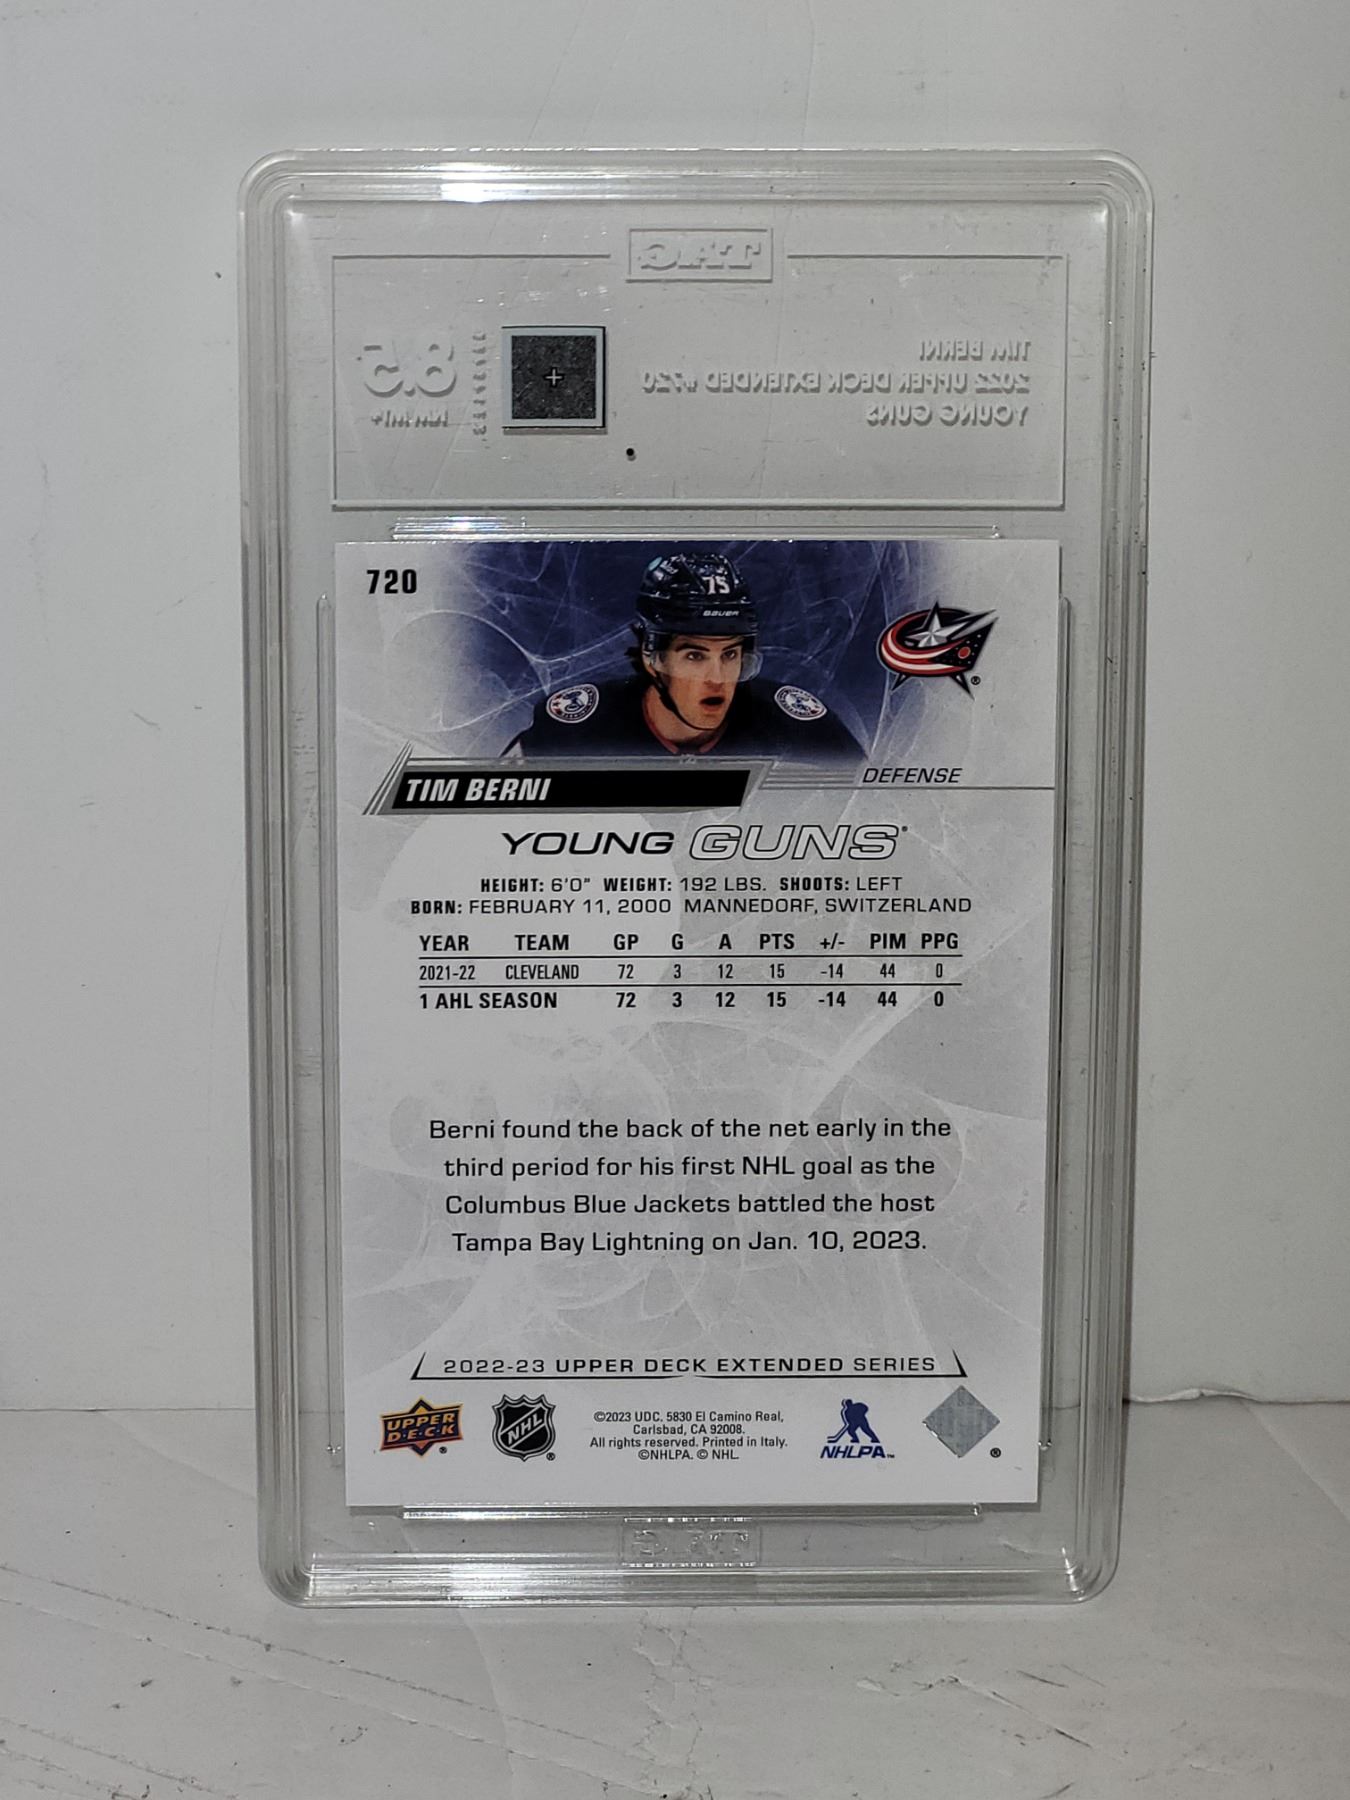 TAG
TIM BERNI
2022 UPPER DECK EXTENDED #720
YOUNG GUNS
8.5
NM MT+
720
75
BAUER
TIM BERNI
DEFENSE
YOUNG GUNS
HEIGHT: 6'0" WEIGHT: 192 LBS. SHOOTS: LEFT
BORN: FEBRUARY 11, 2000 MANNEDORF, SWITZERLAND
YEAR TEAM GP G A PTS +/- PIM PPG
2021-22 CLEVELAND 72 3 12 15 -14 44 0
1 AHL SEASON 72 3 12 15 -14 44 0
Berni found the back of the net early in the
third period for his first NHL goal as the
Columbus Blue Jackets battled the host
Tampa Bay Lightning on Jan. 10, 2023.
2022-23 UPPER DECK EXTENDED SERIES
UPPER
D·E·C·K
®
NHL
®
©2023 UDC. 5830 El Camino Real,
Carlsbad, CA 92008.
All rights reserved. Printed in Italy.
©NHLPA. © NHL.
NHLPA™
®
TAG